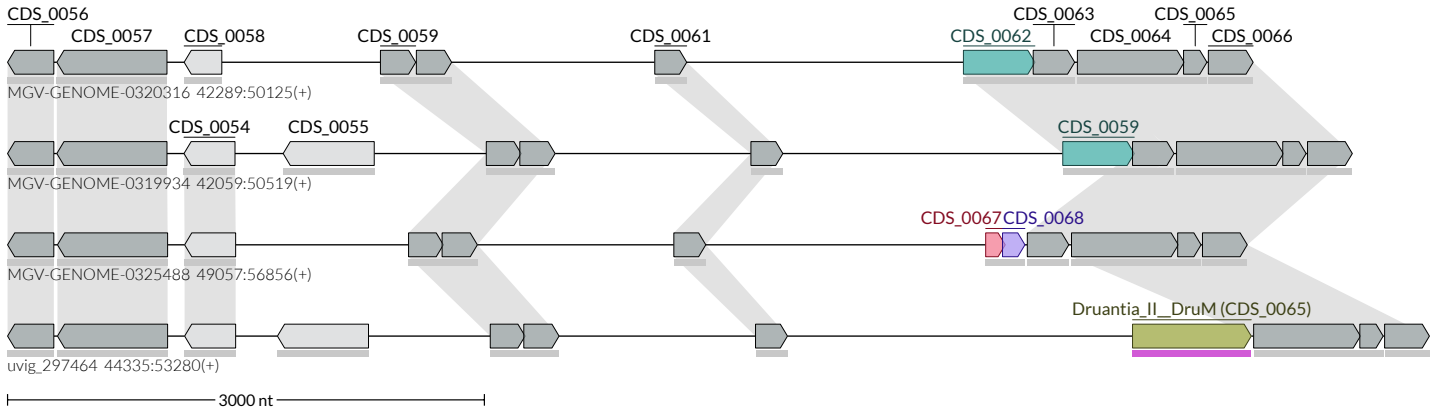 CDS_0056 CDS_0063 CDS_0065
CDS_0057 CDS_0058 CDS_0059 CDS_0061 CDS_0062 CDS_0064 CDS_0066
MGV-GENOME-0320316 42289:50125(+)
CDS_0054 CDS_0055 CDS_0059
MGV-GENOME-0319934 42059:50519(+)
CDS_0067 CDS_0068
MGV-GENOME-0325488 49057:56856(+)
Druantia_II__DruM (CDS_0065)
uvig_297464 44335:53280(+)
3000 nt